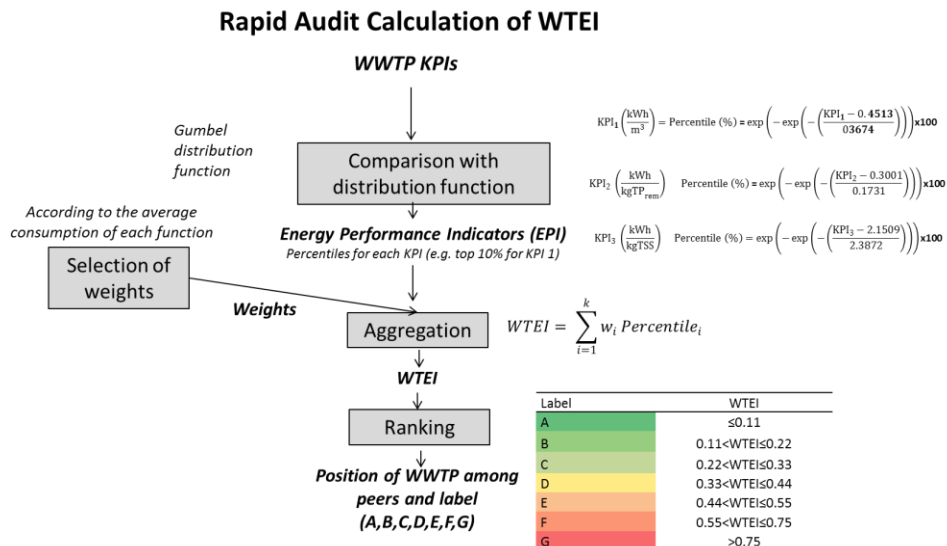 Rapid Audit Calculation of WTEI
WWTP KPIs
Gumbel
distribution
function
Comparison with
distribution function
According to the average
consumption of each function
Energy Performance Indicators (EPI)
Percentiles for each KPI (e.g. top 10% for KPI 1)
Selection of
weights
Weights
Aggregation
WTEI
Ranking
Position of WWTP among
peers and label
(A,B,C,D,E,F,G)
KPI₁ (kWh/m³) = Percentile (%) = exp(−exp(−((KPI₁ − 0.4513)/03674)))x100
KPI₂ (kWh/kgTP_rem) Percentile (%) = exp(−exp(−((KPI₂ − 0.3001)/0.1731)))x100
KPI₃ (kWh/kgTSS) Percentile (%) = exp(−exp(−((KPI₃ − 2.1509)/2.3872)))x100
WTEI = ∑_{i=1}^{k} w_i Percentile_i
Label WTEI
A ≤0.11
B 0.11<WTEI≤0.22
C 0.22<WTEI≤0.33
D 0.33<WTEI≤0.44
E 0.44<WTEI≤0.55
F 0.55<WTEI≤0.75
G >0.75